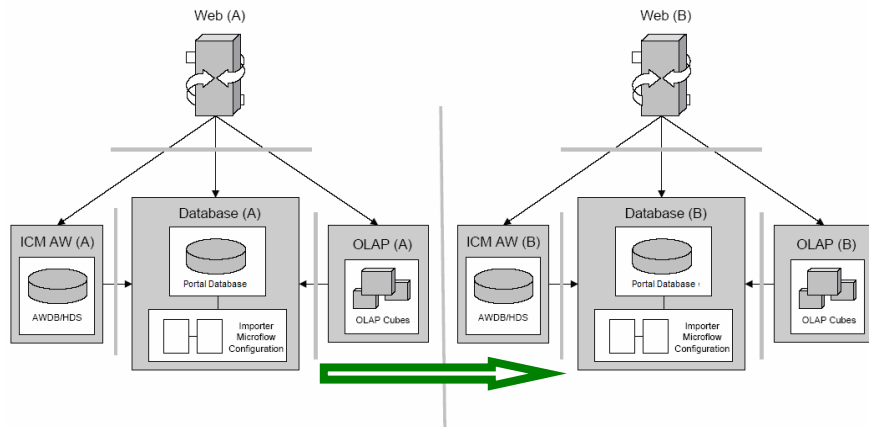 Web (A)
Web (B)
Database (A)
Database (B)
ICM AW (A)
OLAP (A)
ICM AW (B)
OLAP (B)
Portal Database
Portal Database
AWDB/HDS
OLAP Cubes
AWDB/HDS
OLAP Cubes
Importer
Microflow
Configuration
Importer
Microflow
Configuration